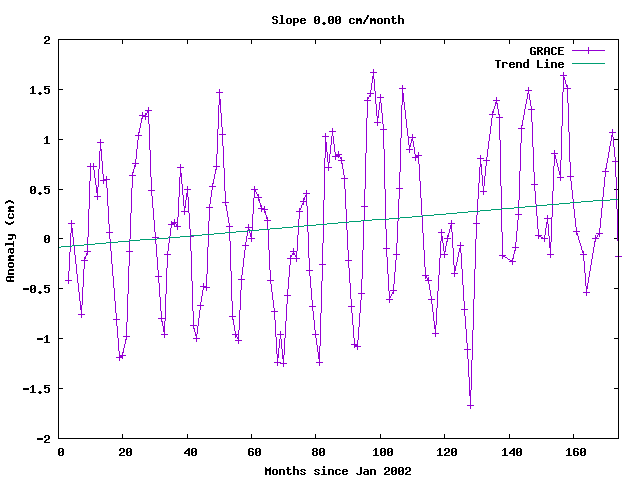 Slope 0.00 cm/month
GRACE
Trend Line
2
1.5
1
0.5
0
-0.5
-1
-1.5
-2
Anomaly (cm)
0 20 40 60 80 100 120 140 160
Months since Jan 2002